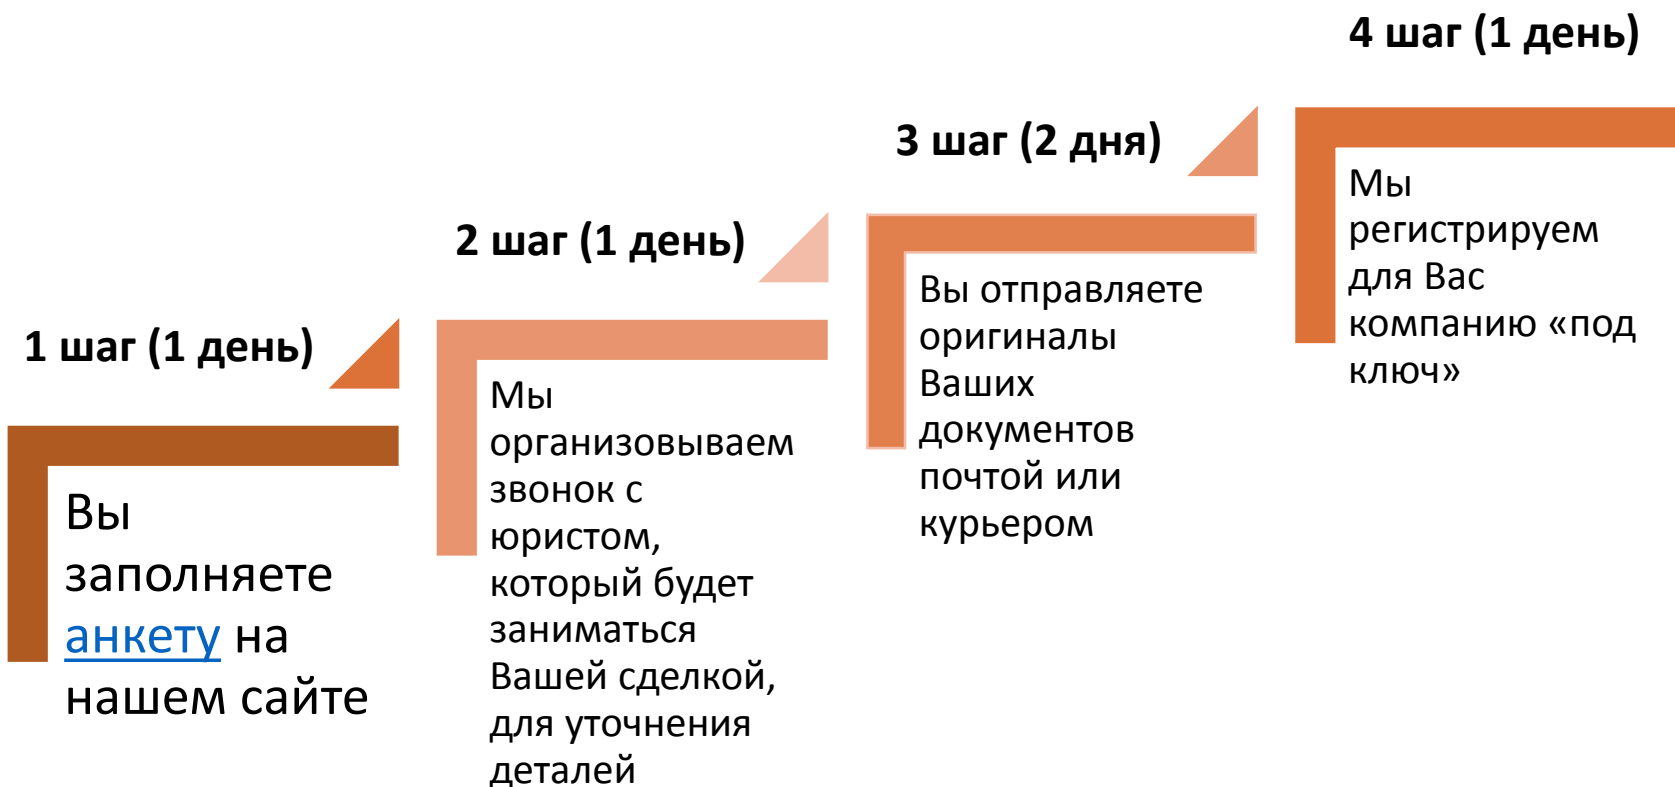 1 шаг (1 день)
Вы
заполняете
анкету на
нашем сайте
2 шаг (1 день)
Мы
организовываем
звонок с
юристом,
который будет
заниматься
Вашей сделкой,
для уточнения
деталей
3 шаг (2 дня)
Вы отправляете
оригиналы
Ваших
документов
почтой или
курьером
4 шаг (1 день)
Мы
регистрируем
для Вас
компанию «под
ключ»